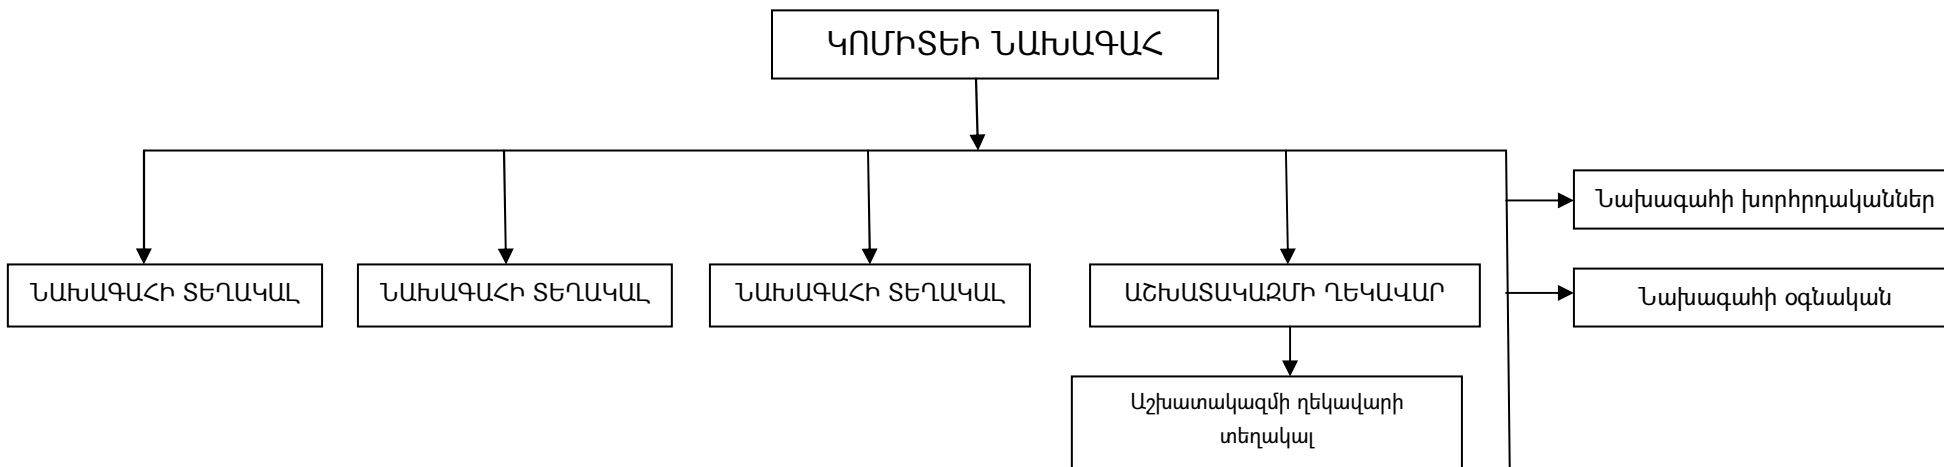 ԿՈՄԻՏԵԻ ՆԱԽԱԳԱՀ
Նախագահի խորհրդականներ
ՆԱԽԱԳԱՀԻ ՏԵՂԱԿԱԼ
ՆԱԽԱԳԱՀԻ ՏԵՂԱԿԱԼ
ՆԱԽԱԳԱՀԻ ՏԵՂԱԿԱԼ
ԱՇԽԱՏԱԿԱԶՄԻ ՂԵԿԱՎԱՐ
Նախագահի օգնական
Աշխատակազմի ղեկավարի
տեղակալ